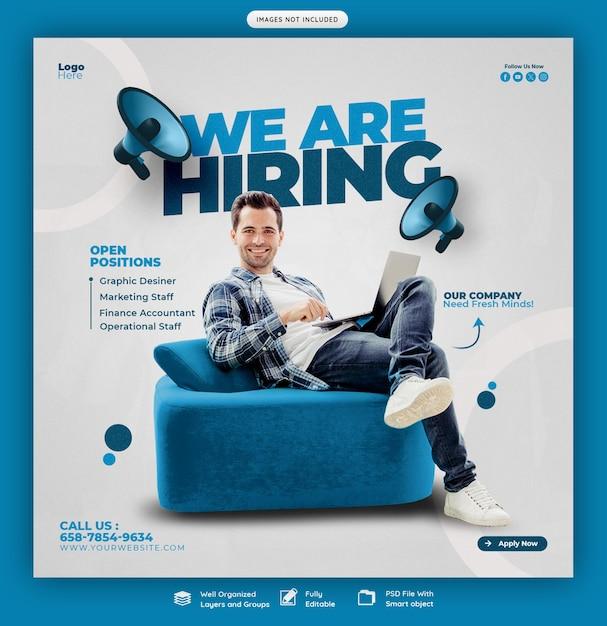 IMAGES NOT INCLUDED
Logo
Here
Follow Us Now
WE ARE
HIRING
OPEN
POSITIONS
Graphic Desiner
Marketing Staff
Finance Accountant
Operational Staff
OUR COMPANY
Need Fresh Minds!
CALL US :
658-7854-9634
WWW.YOURWEBSITE.COM
Apply Now
Well Organized
Layers and Groups
Fully
Editable
PSD File With
Smart object